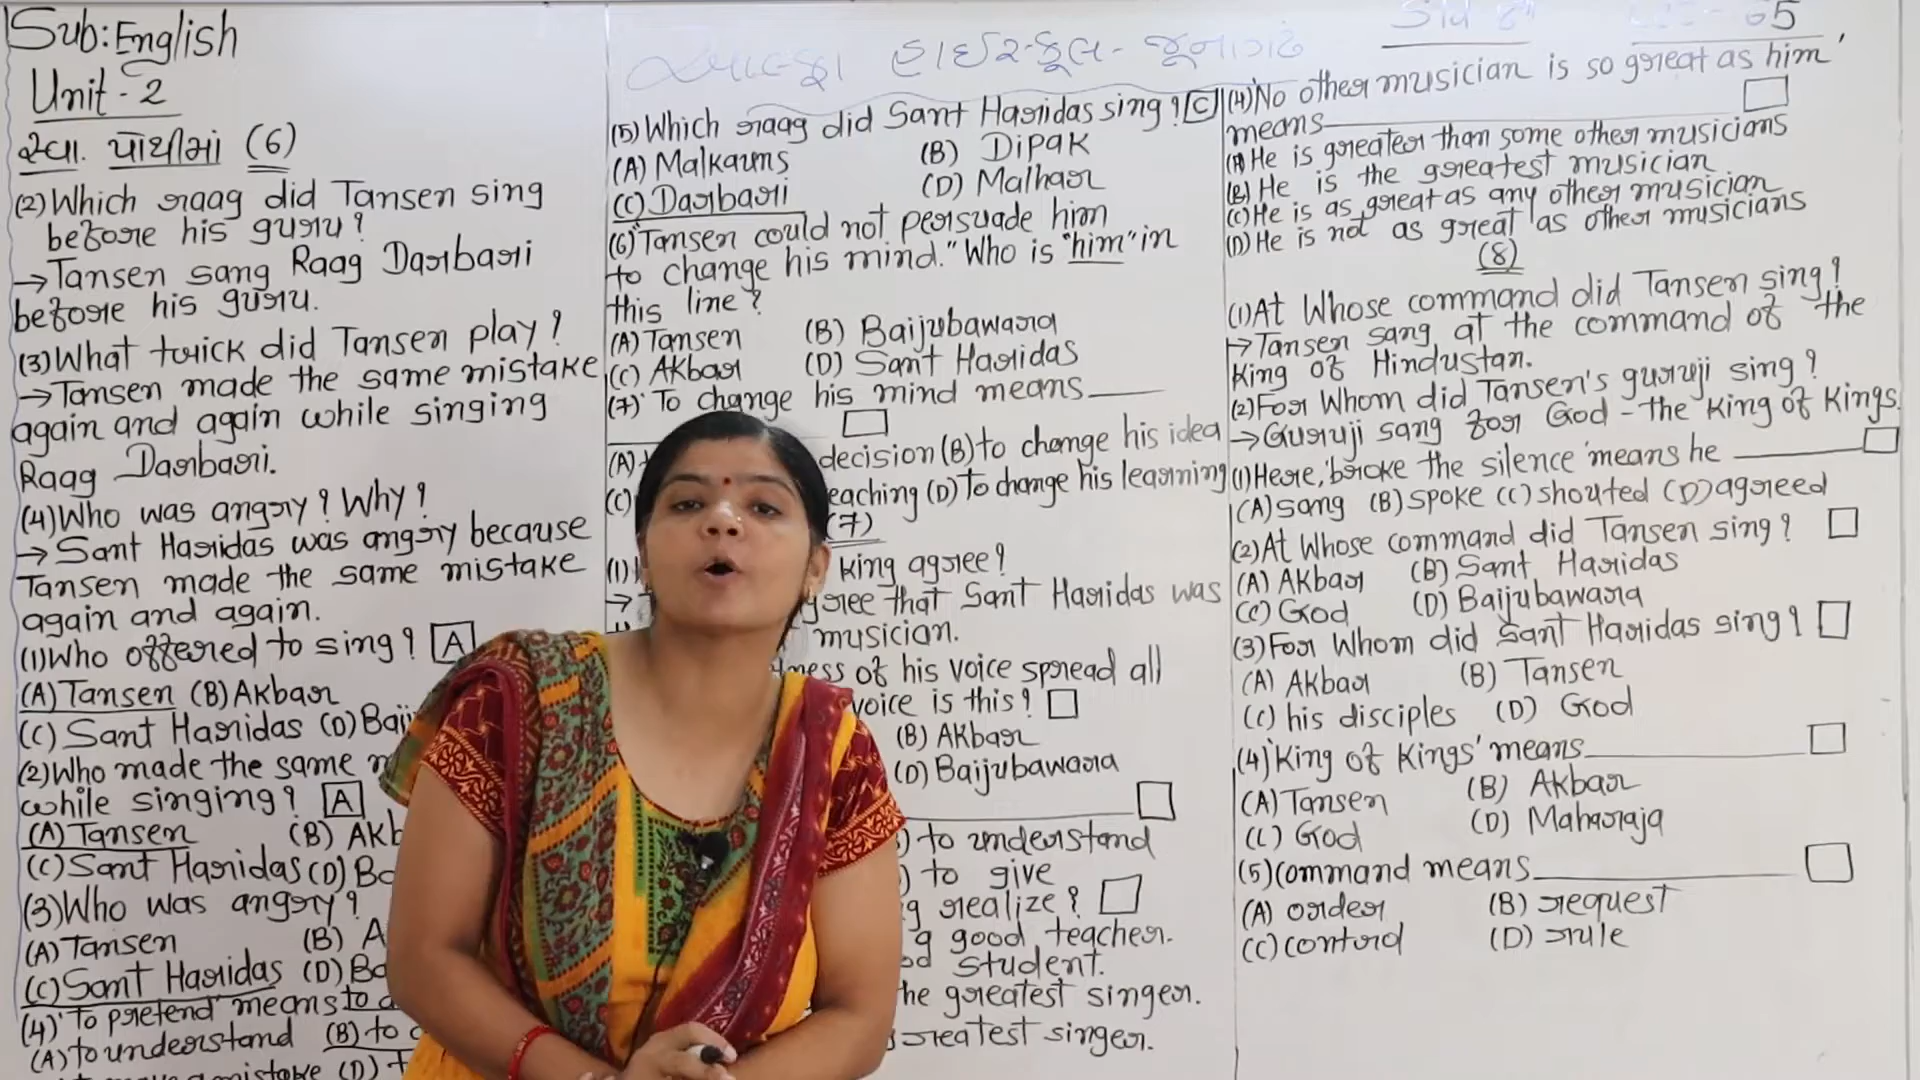 Sub: English
Unit-2
સ્વા. પોથીમાં (6)
(2) Which raag did Tansen sing
before his guru?
→ Tansen sang Raag Darbari
before his guru.
(3) What trick did Tansen play?
→ Tansen made the same mistake
again and again while singing
Raag Darbari.
(4) Who was angry? Why?
→ Sant Haridas was angry because
Tansen made the same mistake
again and again.
(1) Who offered to sing? A
(A) Tansen (B) Akbar
(C) Sant Haridas (D) Baij
(2) Who made the same
while singing? A
(A) Tansen (B) Akb
(C) Sant Haridas (D) Ba
(3) Who was angry?
(A) Tansen (B) A
(C) Sant Haridas (D) Ba
(4) 'To pretend' means to a
(A) to understand (B) to
mistake (D) t
સ્વામી હાઈસ્કૂલ - જૂનાગઢ
(5) Which raag did Sant Haridas sing? C
(A) Malkauns (B) Dipak
(C) Darbari (D) Malhar
(6) "Tansen could not persuade him
to change his mind." Who is "him" in
this line?
(A) Tansen (B) Baijubawara
(C) Akbar (D) Sant Haridas
(7) 'To change his mind means
(A) decision (B) to change his idea
(C) eaching (D) To change his learning
(7)
(1) king agree?
→ gree that Sant Haridas was
musician.
ness of his voice spread all
voice is this?
(B) Akbar
(D) Baijubawara
) to understand
) to give
g realize?
a good teacher.
od student.
he greatest singer.
greatest singer.
65
(4) No other musician is so great as him'
means
(A) He is greater than some other musicians
(B) He is the greatest musician
(C) He is as great as any other musician
(D) He is not as great as other musicians
(8)
(1) At Whose command did Tansen sing?
→ Tansen sang at the command of the
king of Hindustan.
(2) For Whom did Tansen's guruji sing?
→ Guruji sang for God - the king of kings.
(1) Here, 'broke the silence' means he
(A) sang (B) spoke (C) shouted (D) agreed
(2) At Whose command did Tansen sing?
(A) Akbar (B) Sant Haridas
(C) God (D) Baijubawara
(3) For Whom did Sant Haridas sing?
(A) Akbar (B) Tansen
(C) his disciples (D) God
(4) 'King of Kings' means
(A) Tansen (B) Akbar
(C) God (D) Maharaja
(5) Command means
(A) order (B) request
(C) control (D) rule